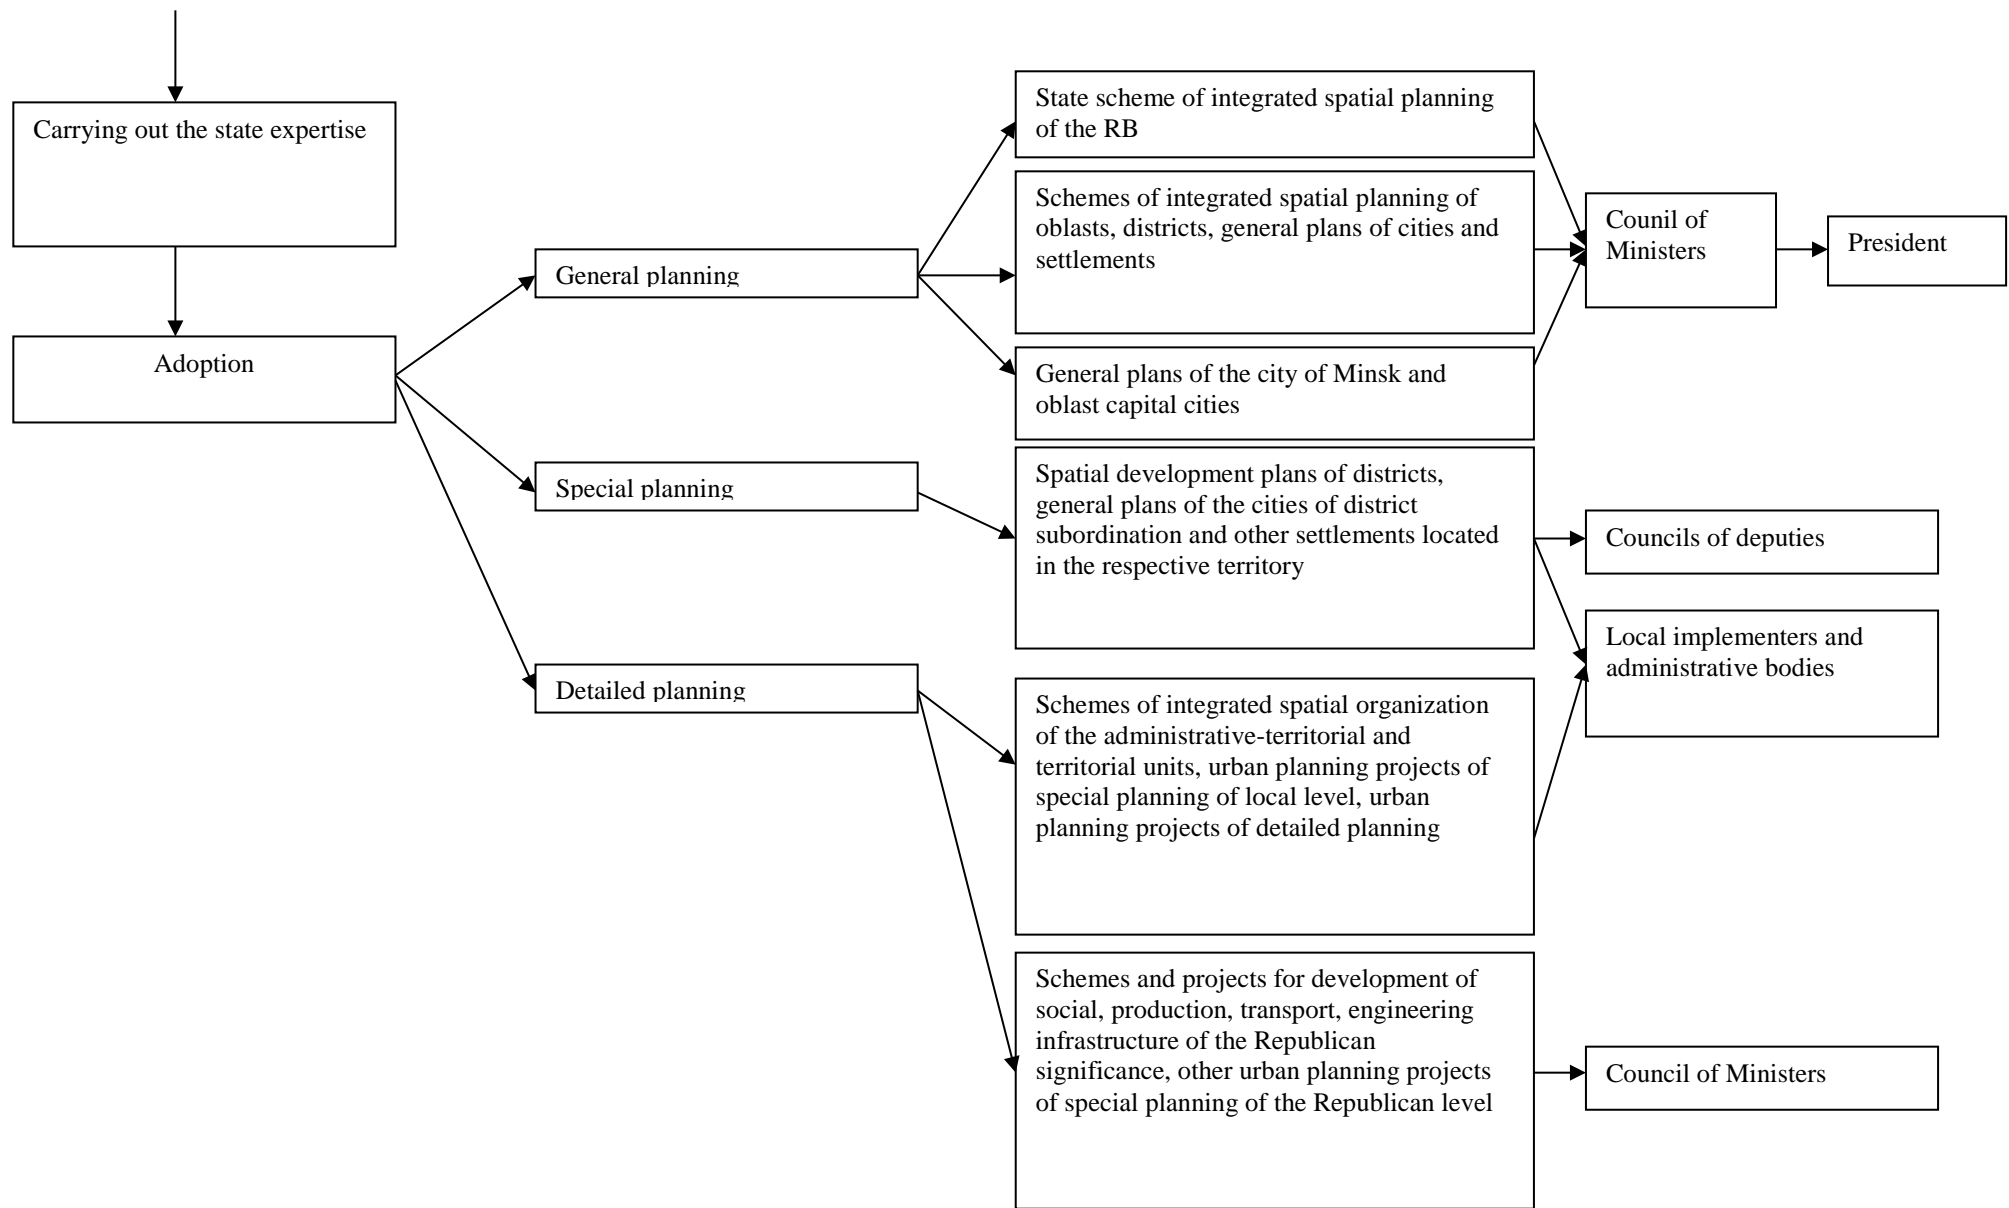 Carrying out the state expertise
Adoption
General planning
Special planning
Detailed planning
State scheme of integrated spatial planning
of the RB
Schemes of integrated spatial planning of
oblasts, districts, general plans of cities and
settlements
General plans of the city of Minsk and
oblast capital cities
Spatial development plans of districts,
general plans of the cities of district
subordination and other settlements located
in the respective territory
Schemes of integrated spatial organization
of the administrative-territorial and
territorial units, urban planning projects of
special planning of local level, urban
planning projects of detailed planning
Schemes and projects for development of
social, production, transport, engineering
infrastructure of the Republican
significance, other urban planning projects
of special planning of the Republican level
Counil of
Ministers
President
Councils of deputies
Local implementers and
administrative bodies
Council of Ministers